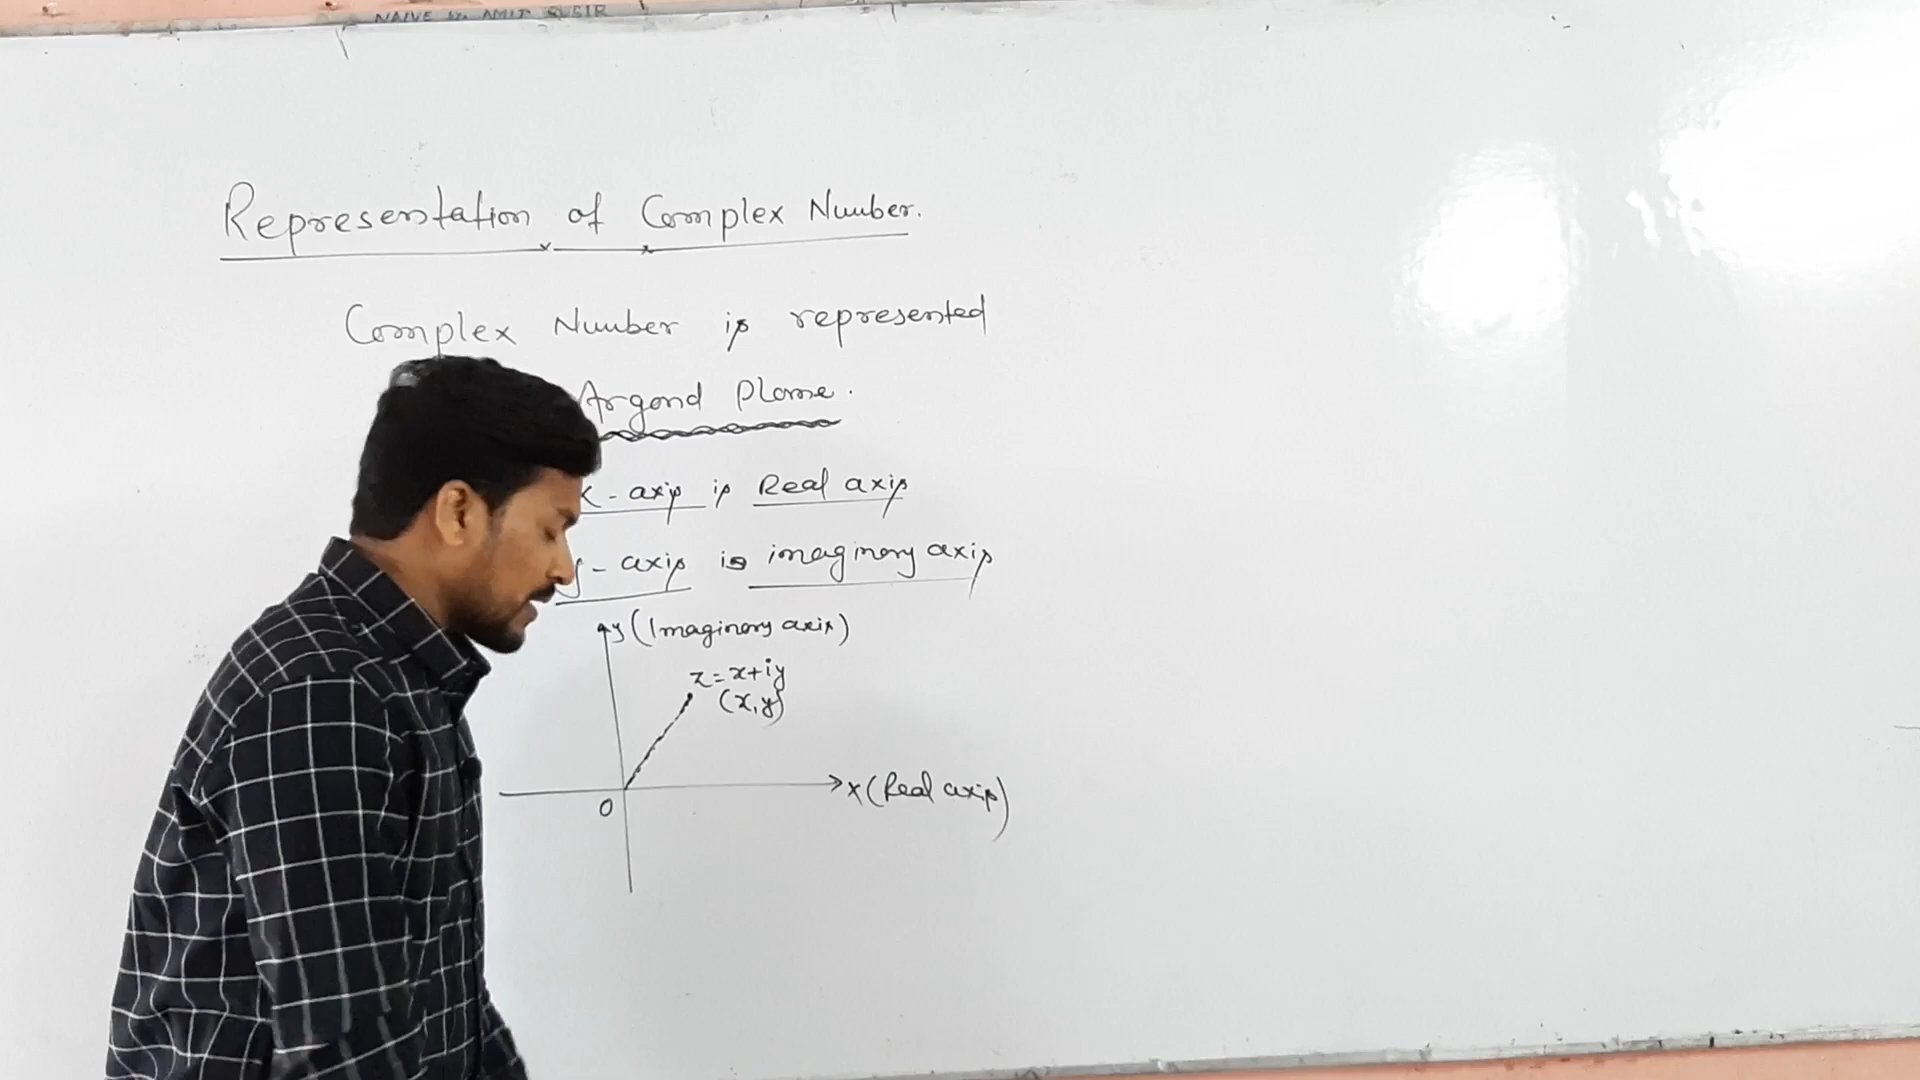 Representation of Complex Number.
Complex Number is represented
Argand Plane.
x-axis is Real axis
y-axis is imaginary axis
y (Imaginary axis)
z=x+iy
(x,y)
X (Real axis)
O